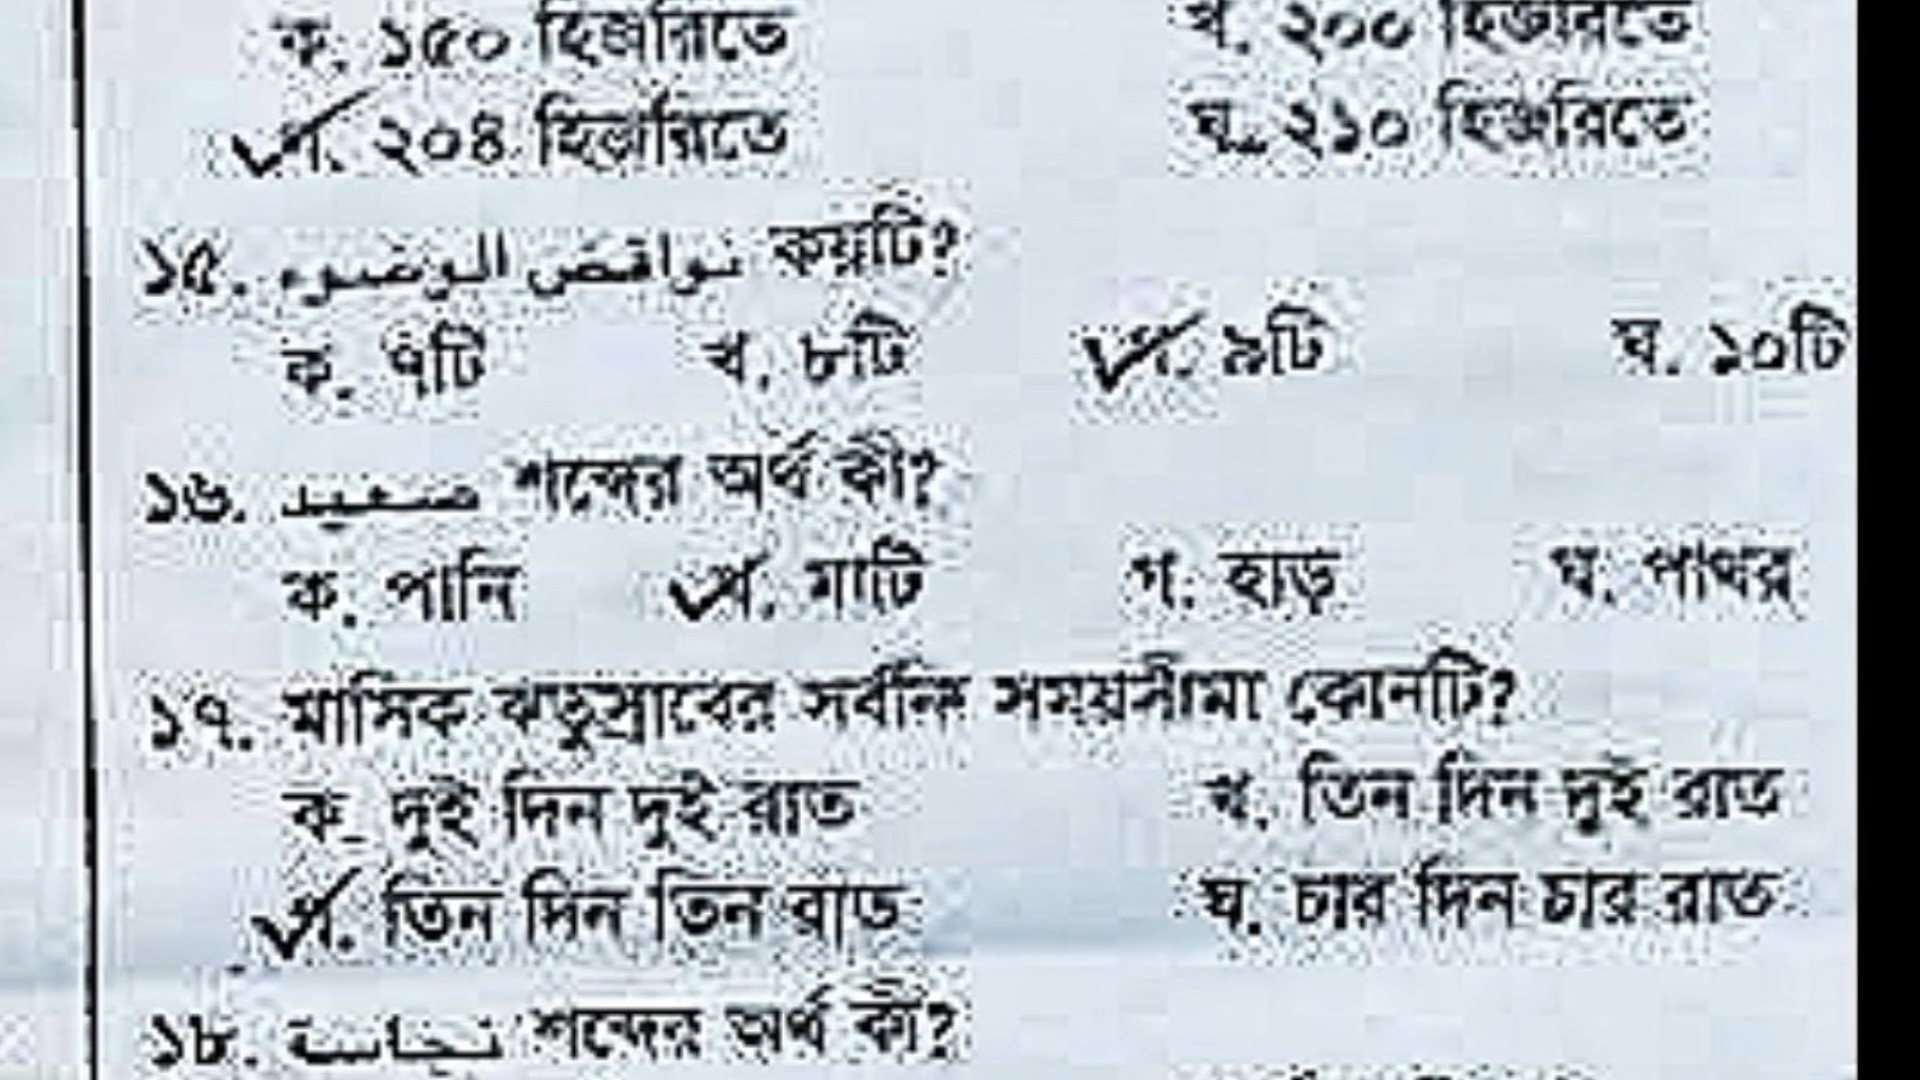 ক. ১৫০ হিজরিতে খ. ২০০ হিজরিতে
গ. ২০৪ হিজরিতে ঘ. ২১০ হিজরিতে
১৫. نواقض الوضوء কয়টি?
ক. ৭টি খ. ৮টি গ. ৯টি ঘ. ১০টি
১৬. صعيد শব্দের অর্থ কী?
ক. পানি খ. মাটি গ. হাড় ঘ. পাথর
১৭. মাসিক ঋতুস্রাবের সর্বনিম্ন সময়সীমা কোনটি?
ক. দুই দিন দুই রাত খ. তিন দিন দুই রাত
গ. তিন দিন তিন রাত ঘ. চার দিন চার রাত
১৮. نجاسة শব্দের অর্থ কী?